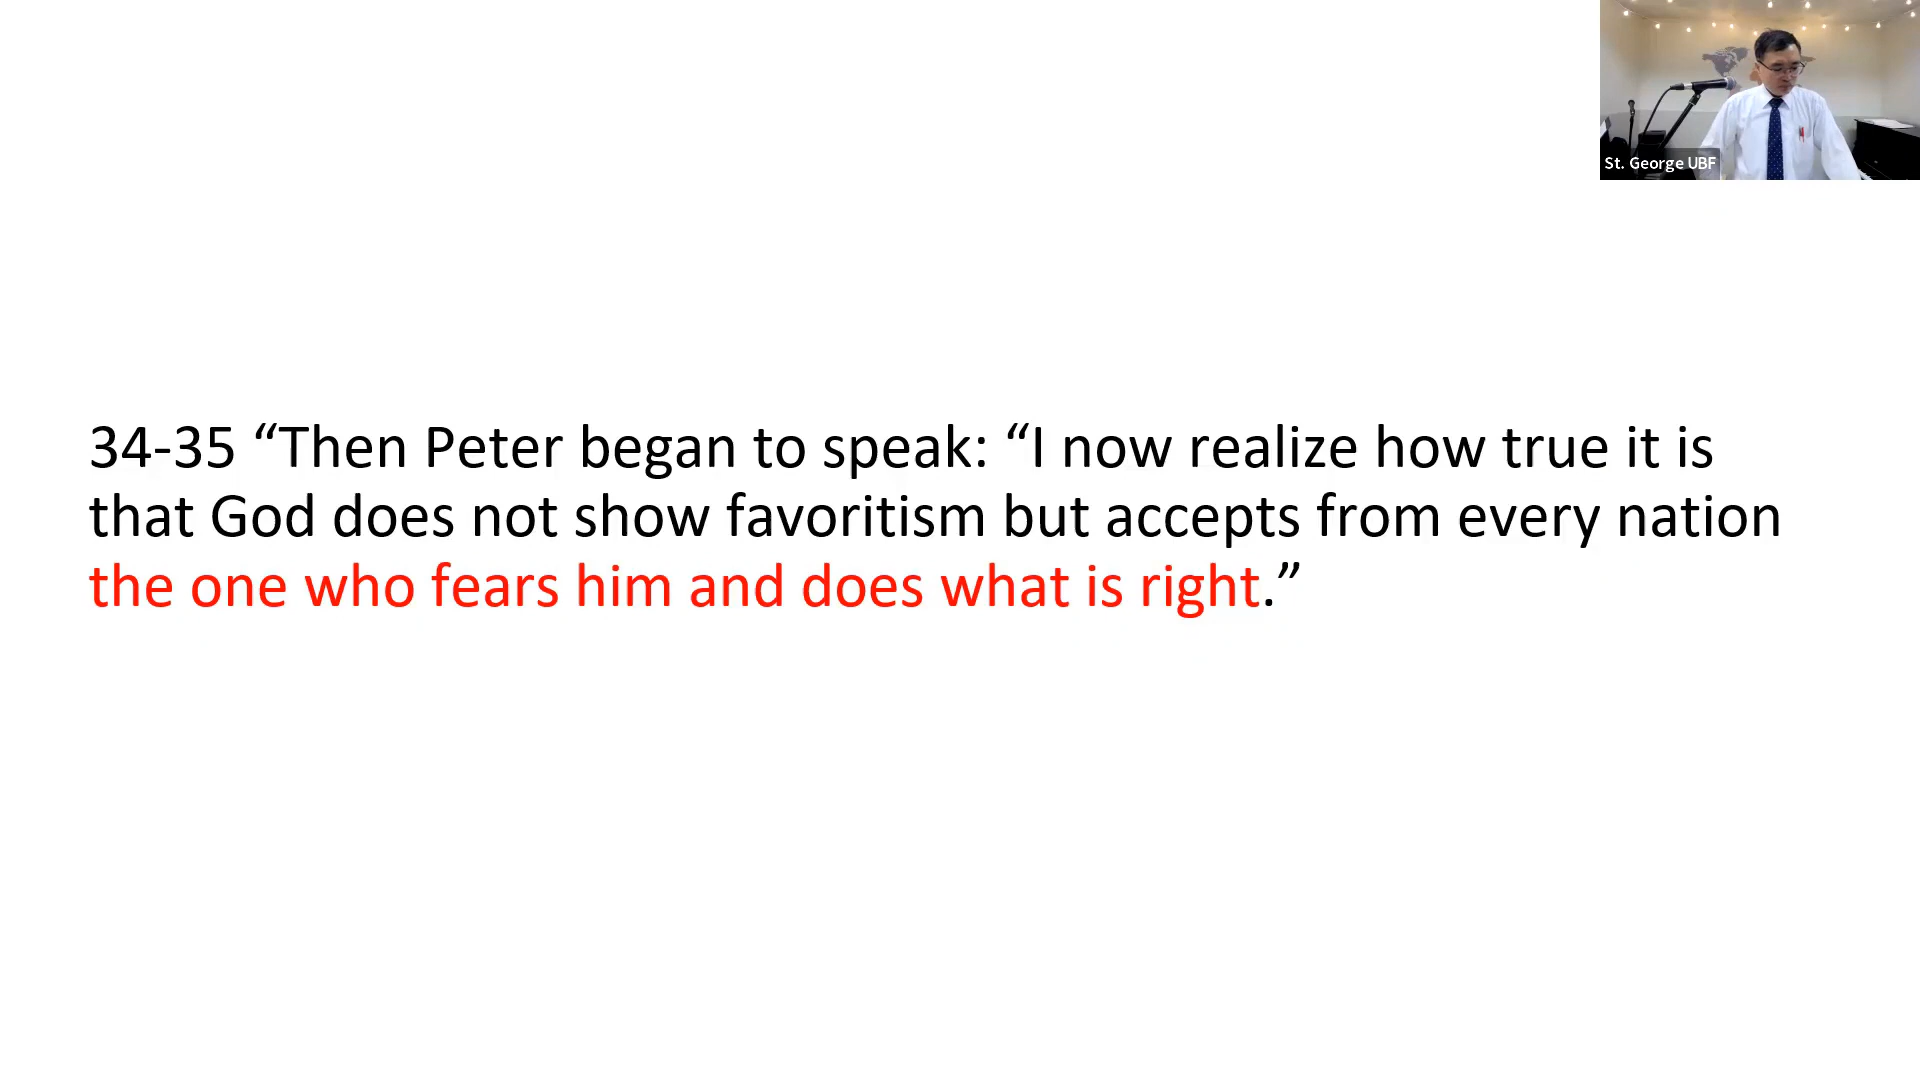 St. George UBF
34-35 “Then Peter began to speak: “I now realize how true it is
that God does not show favoritism but accepts from every nation
the one who fears him and does what is right.”